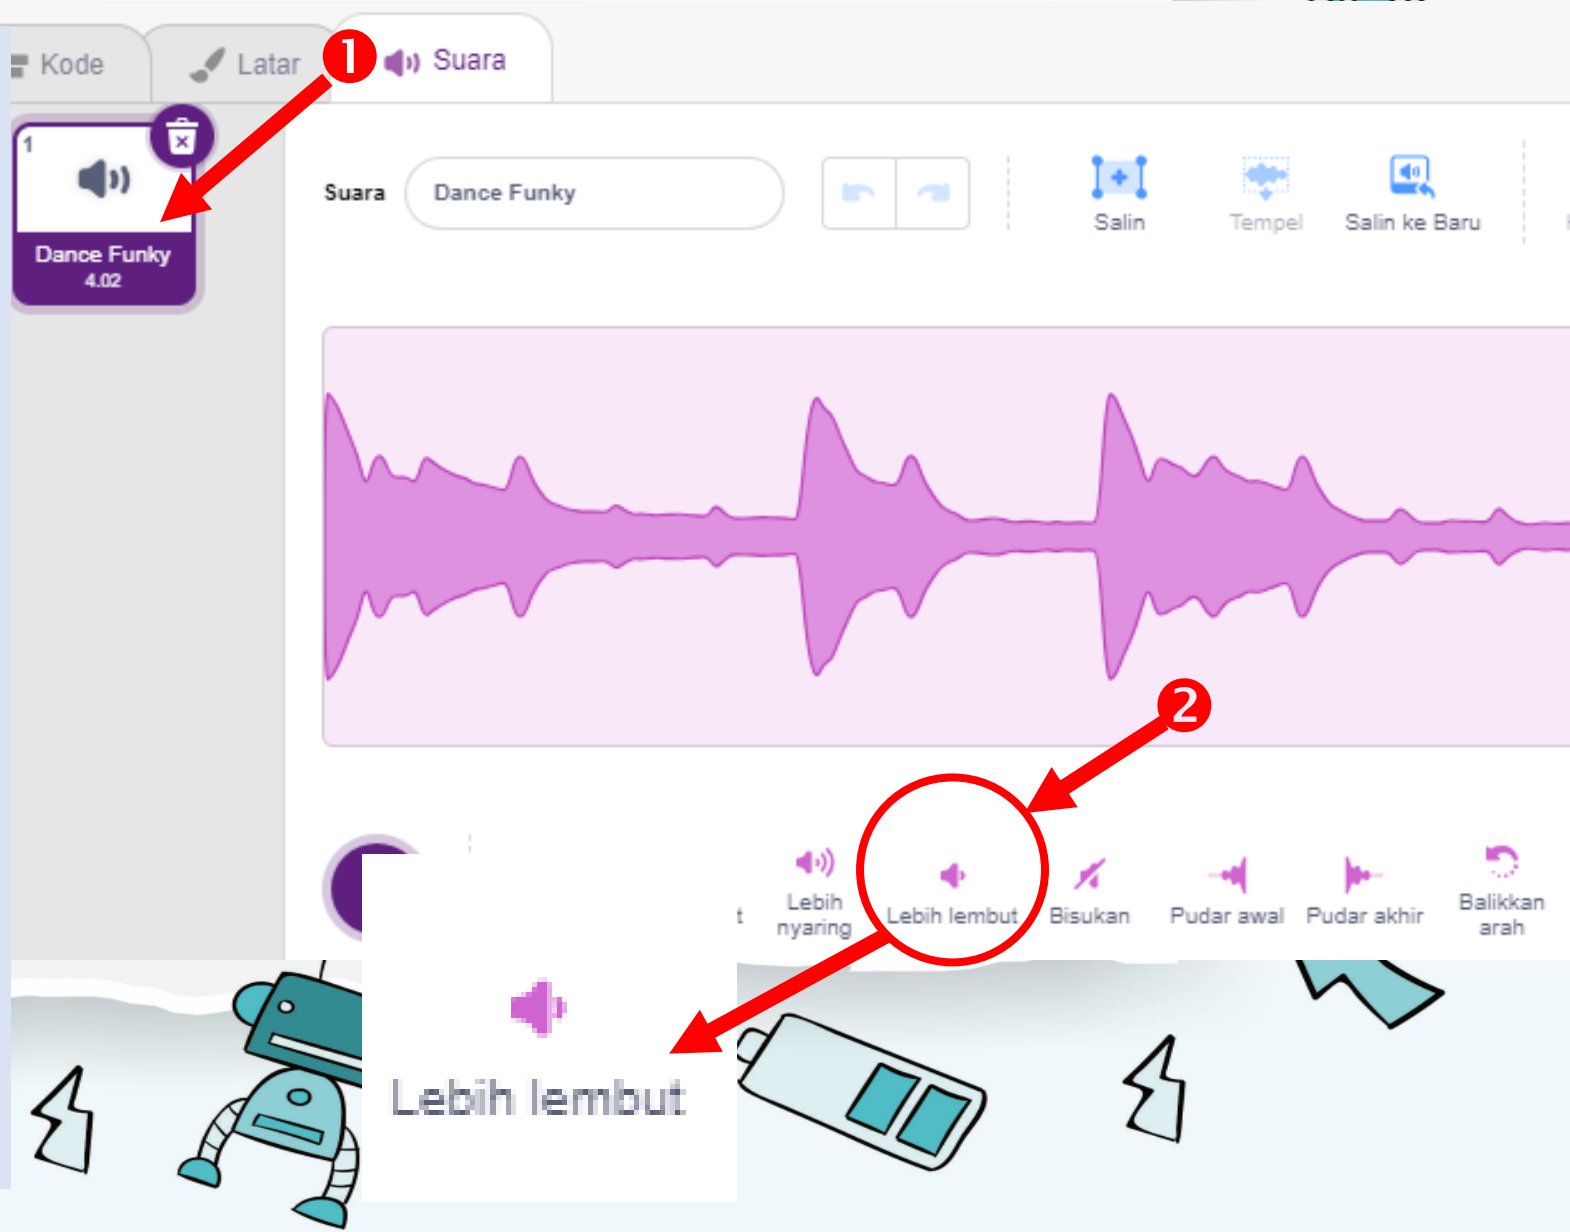 Kode
Latar
1
Suara
1
Dance Funky
4.02
Suara
Dance Funky
Salin
Tempel
Salin ke Baru
2
Lebih
nyaring
Lebih lembut
Bisukan
Pudar awal
Pudar akhir
Balikkan
arah
Lebih lembut